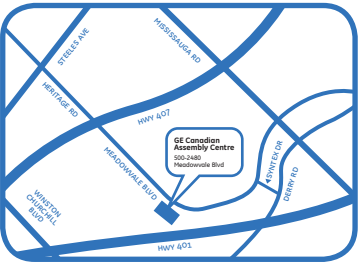 MISSISSAUGA RD
STEELES AVE
HERITAGE RD
HWY 407
GE Canadian
Assembly Centre
500-2480
Meadowvale Blvd
MEADOWVALE BLVD
SYNTEX DR
DERRY RD
WINSTON
CHURCHILL
BLVD
HWY 401